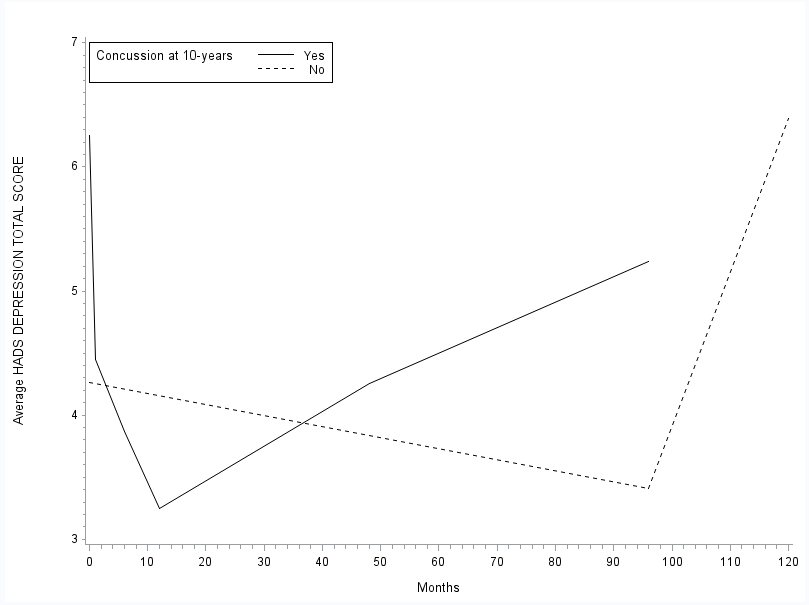 7
Concussion at 10-years Yes
No
6
5
4
3
Average HADS DEPRESSION TOTAL SCORE
0 10 20 30 40 50 60 70 80 90 100 110 120
Months